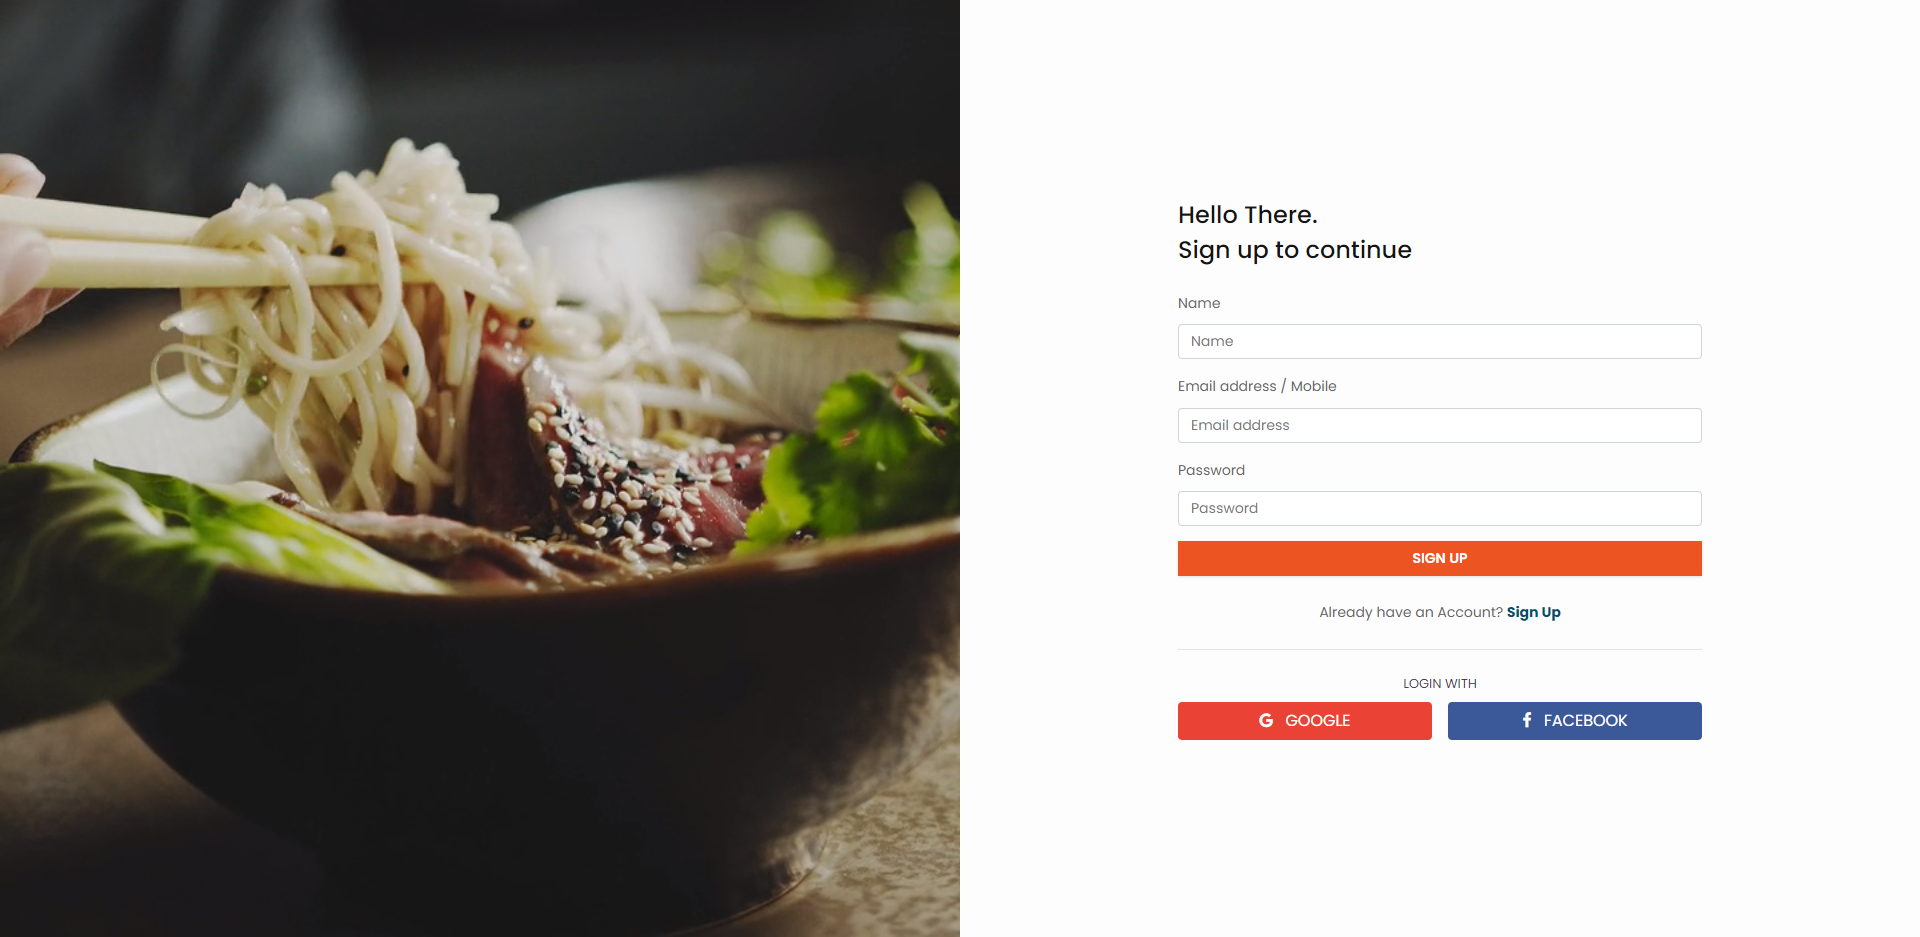 Hello There.
Sign up to continue
Name
Name
Email address / Mobile
Email address
Password
Password
SIGN UP
Already have an Account? Sign Up
LOGIN WITH
GOOGLE
FACEBOOK